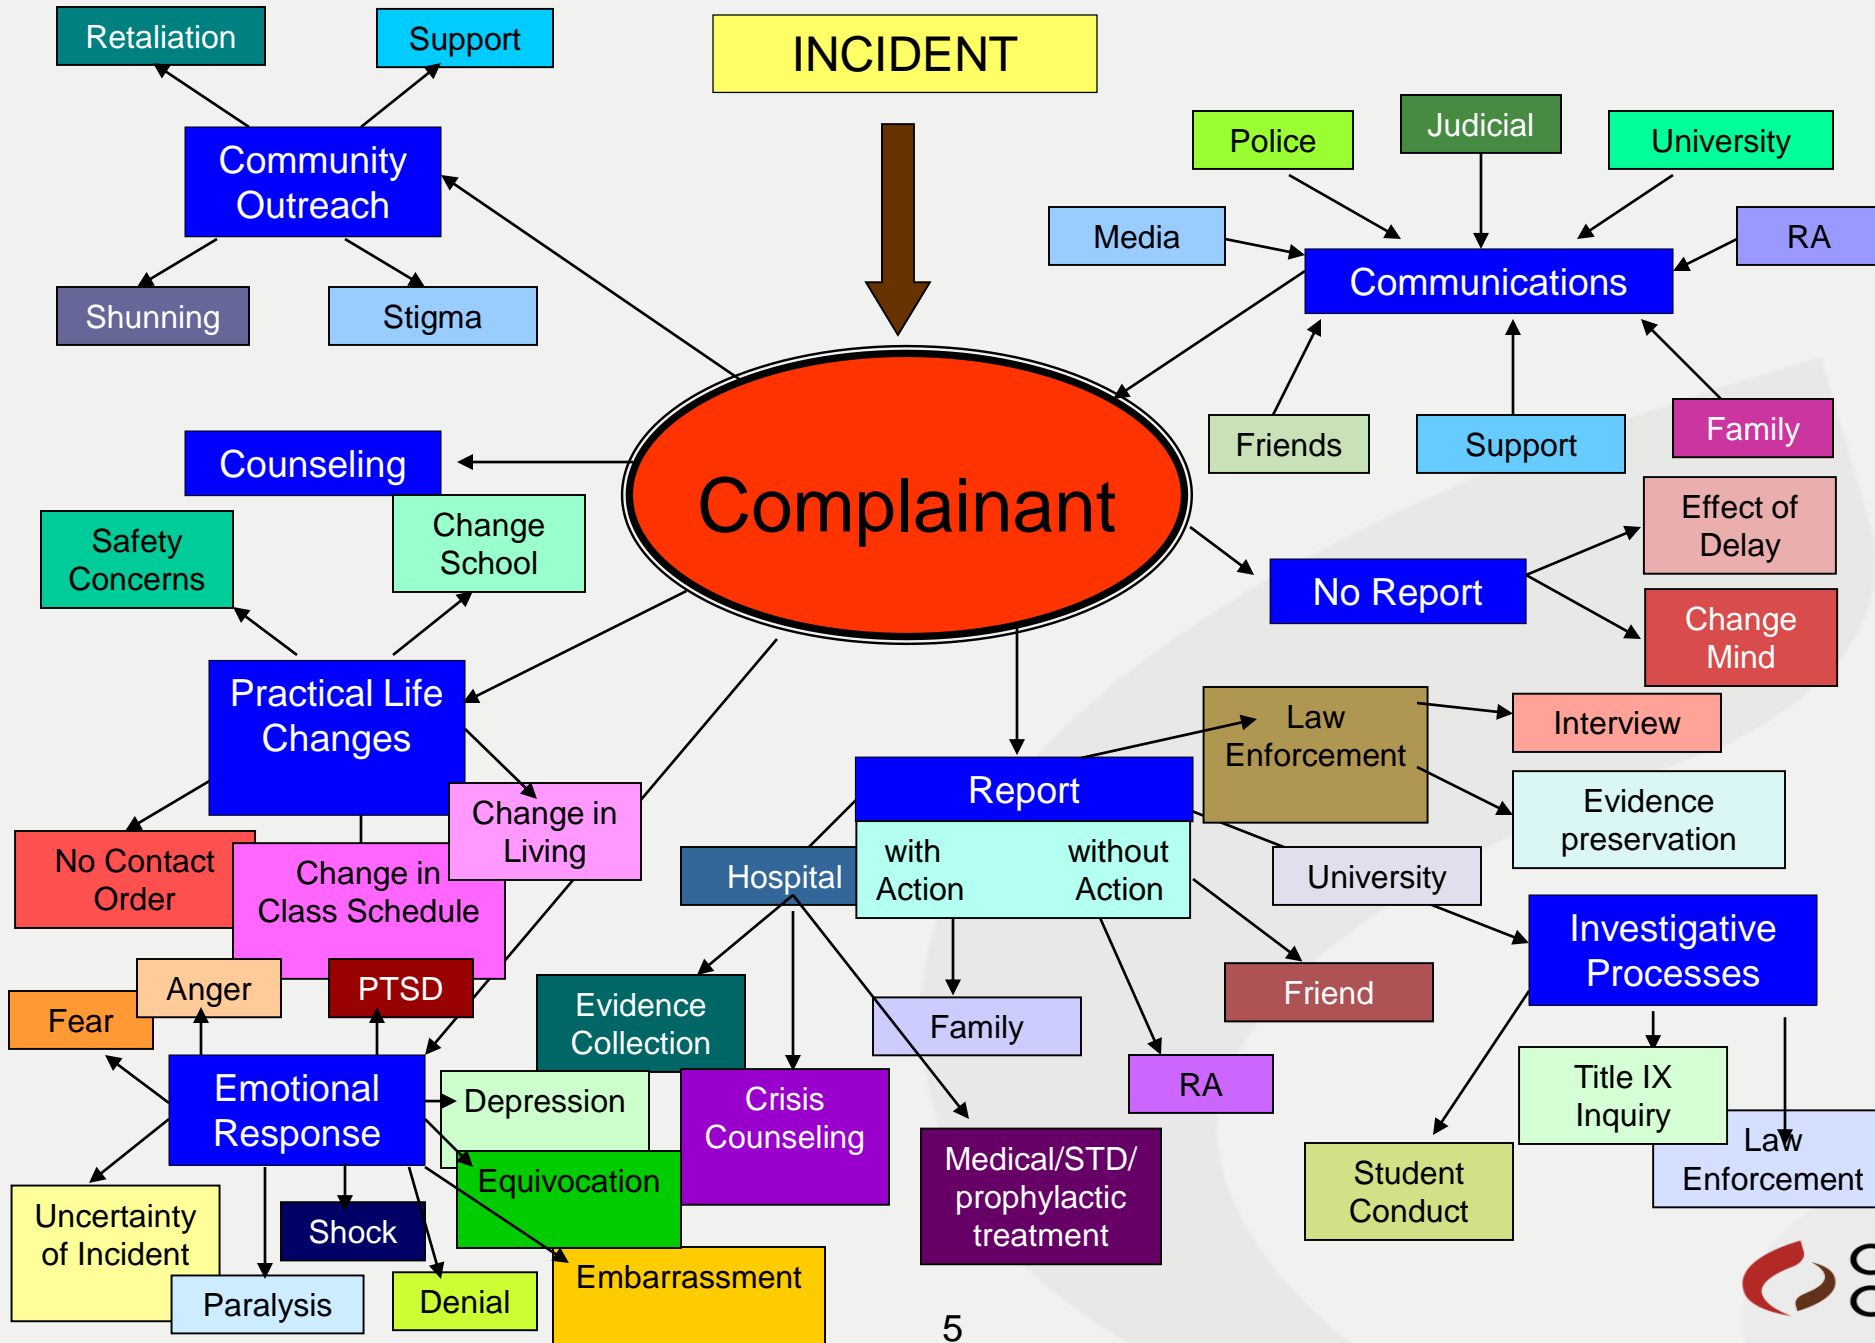 Retaliation
Support
INCIDENT
Community
Outreach
Shunning
Stigma
Police
Judicial
University
Media
RA
Communications
Friends
Support
Family
Complainant
Counseling
Safety
Concerns
Change
School
Practical Life
Changes
No Contact
Order
Change in
Class Schedule
Change in
Living
No Report
Effect of
Delay
Change
Mind
Report
with
Action
without
Action
Law
Enforcement
Interview
Evidence
preservation
Hospital
University
Investigative
Processes
Friend
Family
RA
Evidence
Collection
Crisis
Counseling
Medical/STD/
prophylactic
treatment
Title IX
Inquiry
Law
Enforcement
Student
Conduct
Fear
Anger
PTSD
Emotional
Response
Depression
Equivocation
Embarrassment
Uncertainty
of Incident
Paralysis
Shock
Denial
5